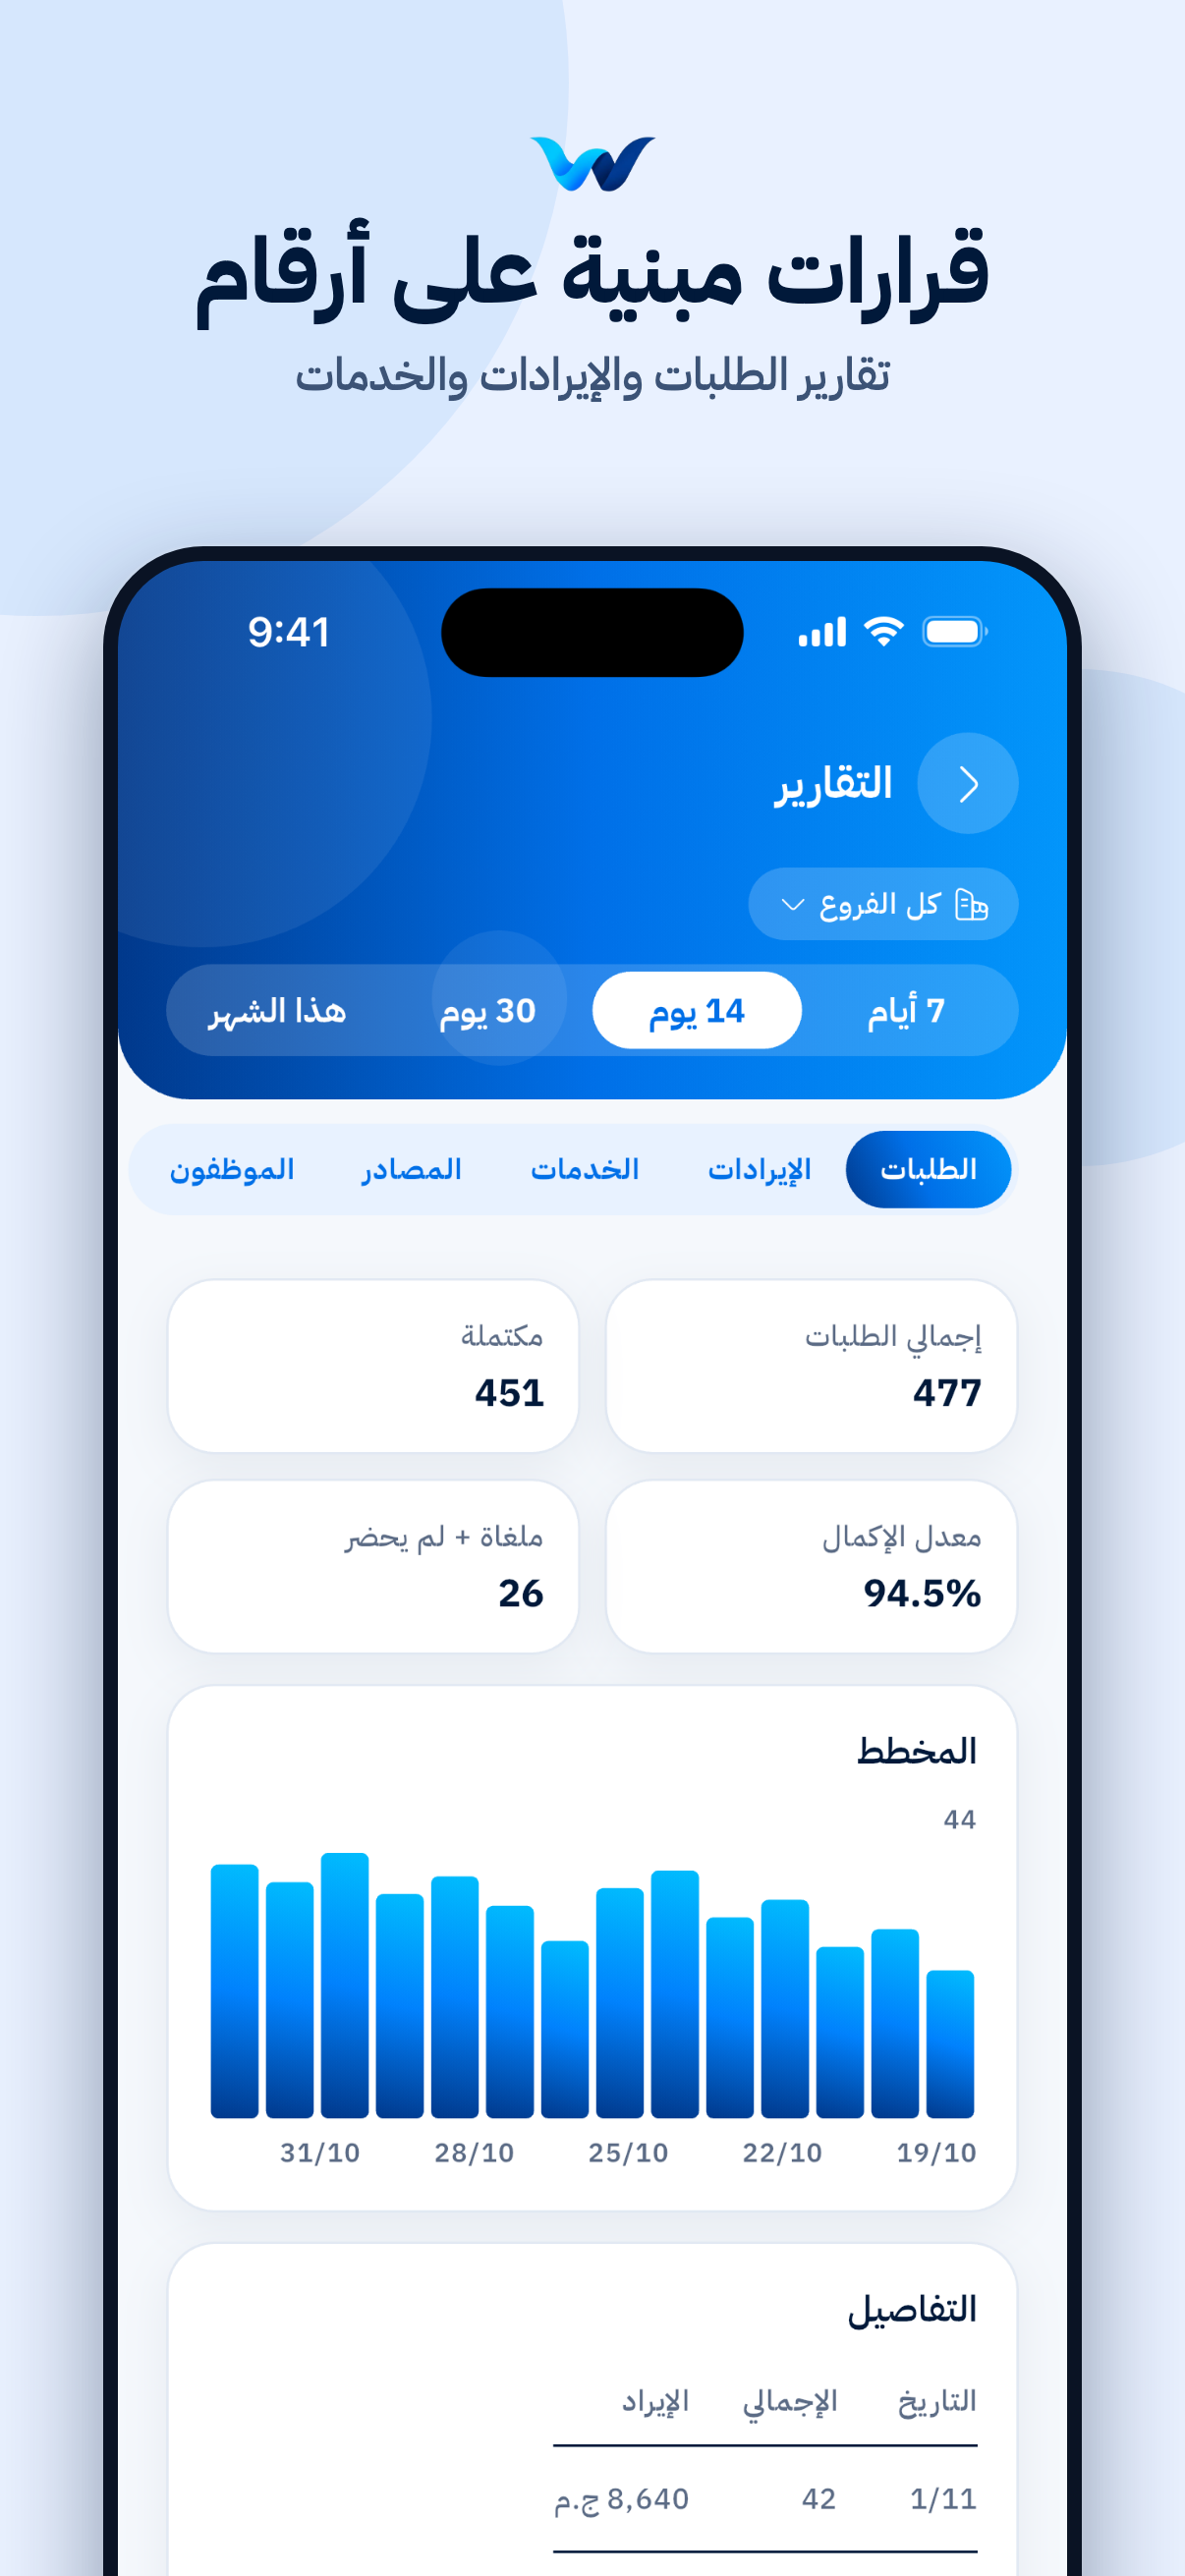 قرارات مبنية على أرقام
تقارير الطلبات والإيرادات والخدمات
9:41
التقارير
كل الفروع
7 أيام 14 يوم 30 يوم هذا الشهر
الطلبات الإيرادات الخدمات المصادر الموظفون
إجمالي الطلبات
477
مكتملة
451
معدل الإكمال
94.5%
ملغاة + لم يحضر
26
المخطط
44
19/10 22/10 25/10 28/10 31/10
التفاصيل
التاريخ الإجمالي الإيراد
1/11 42 8,640 ج.م